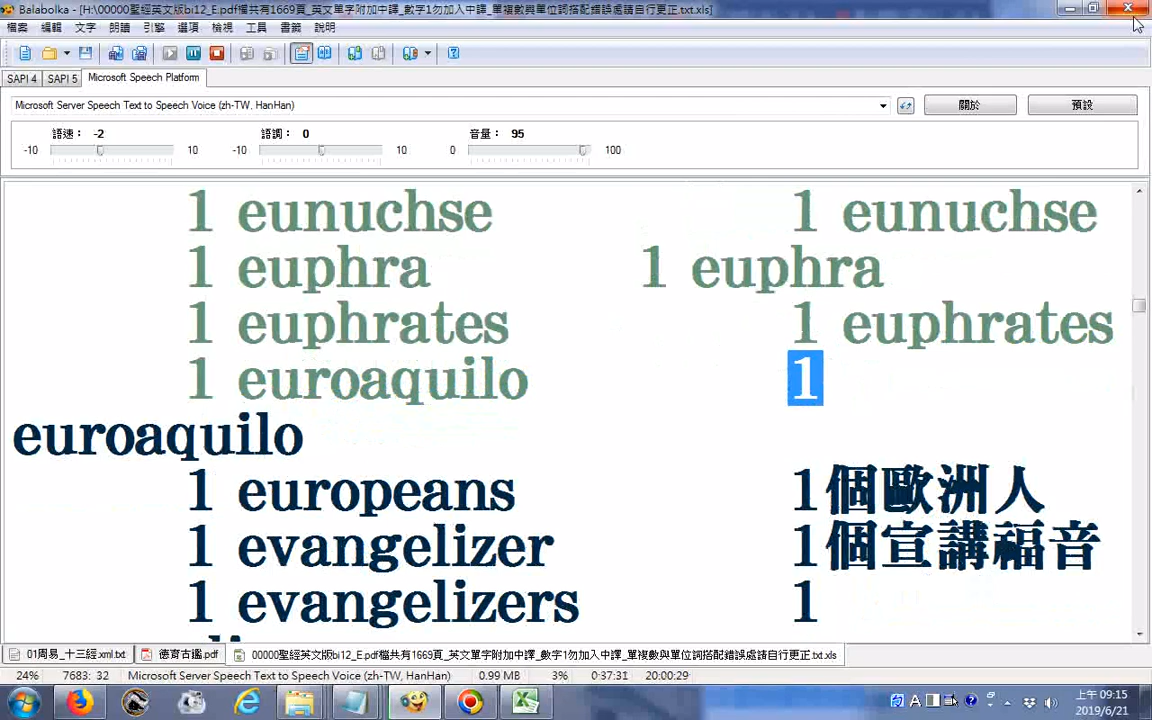 Balabolka - [H:\00000聖經英文版bi12_E.pdf檔共有1669頁_英文單字附加中譯_數字1勿加入中譯_單複數與單位詞搭配錯誤處請自行更正.txt.xls]
檔案 編輯 文字 朗讀 引擎 選項 檢視 工具 書籤 說明
SAPI 4 SAPI 5 Microsoft Speech Platform
Microsoft Server Speech Text to Speech Voice (zh-TW, HanHan) 關於 預設
語速： -2 語調： 0 音量： 95
-10 10 -10 10 0 100
1 eunuchse 1 eunuchse
1 euphra 1 euphra
1 euphrates 1 euphrates
1 euroaquilo 1
euroaquilo
1 europeans 1個歐洲人
1 evangelizer 1個宣講福音
1 evangelizers 1
01周易_十三經.xml.txt 德育古鑑.pdf 00000聖經英文版bi12_E.pdf檔共有1669頁_英文單字附加中譯_數字1勿加入中譯_單複數與單位詞搭配錯誤處請自行更正.txt.xls
24% 7683: 32 Microsoft Server Speech Text to Speech Voice (zh-TW, HanHan) 0.99 MB 3% 0:37:31 20:00:29
上午 09:15
2019/6/21